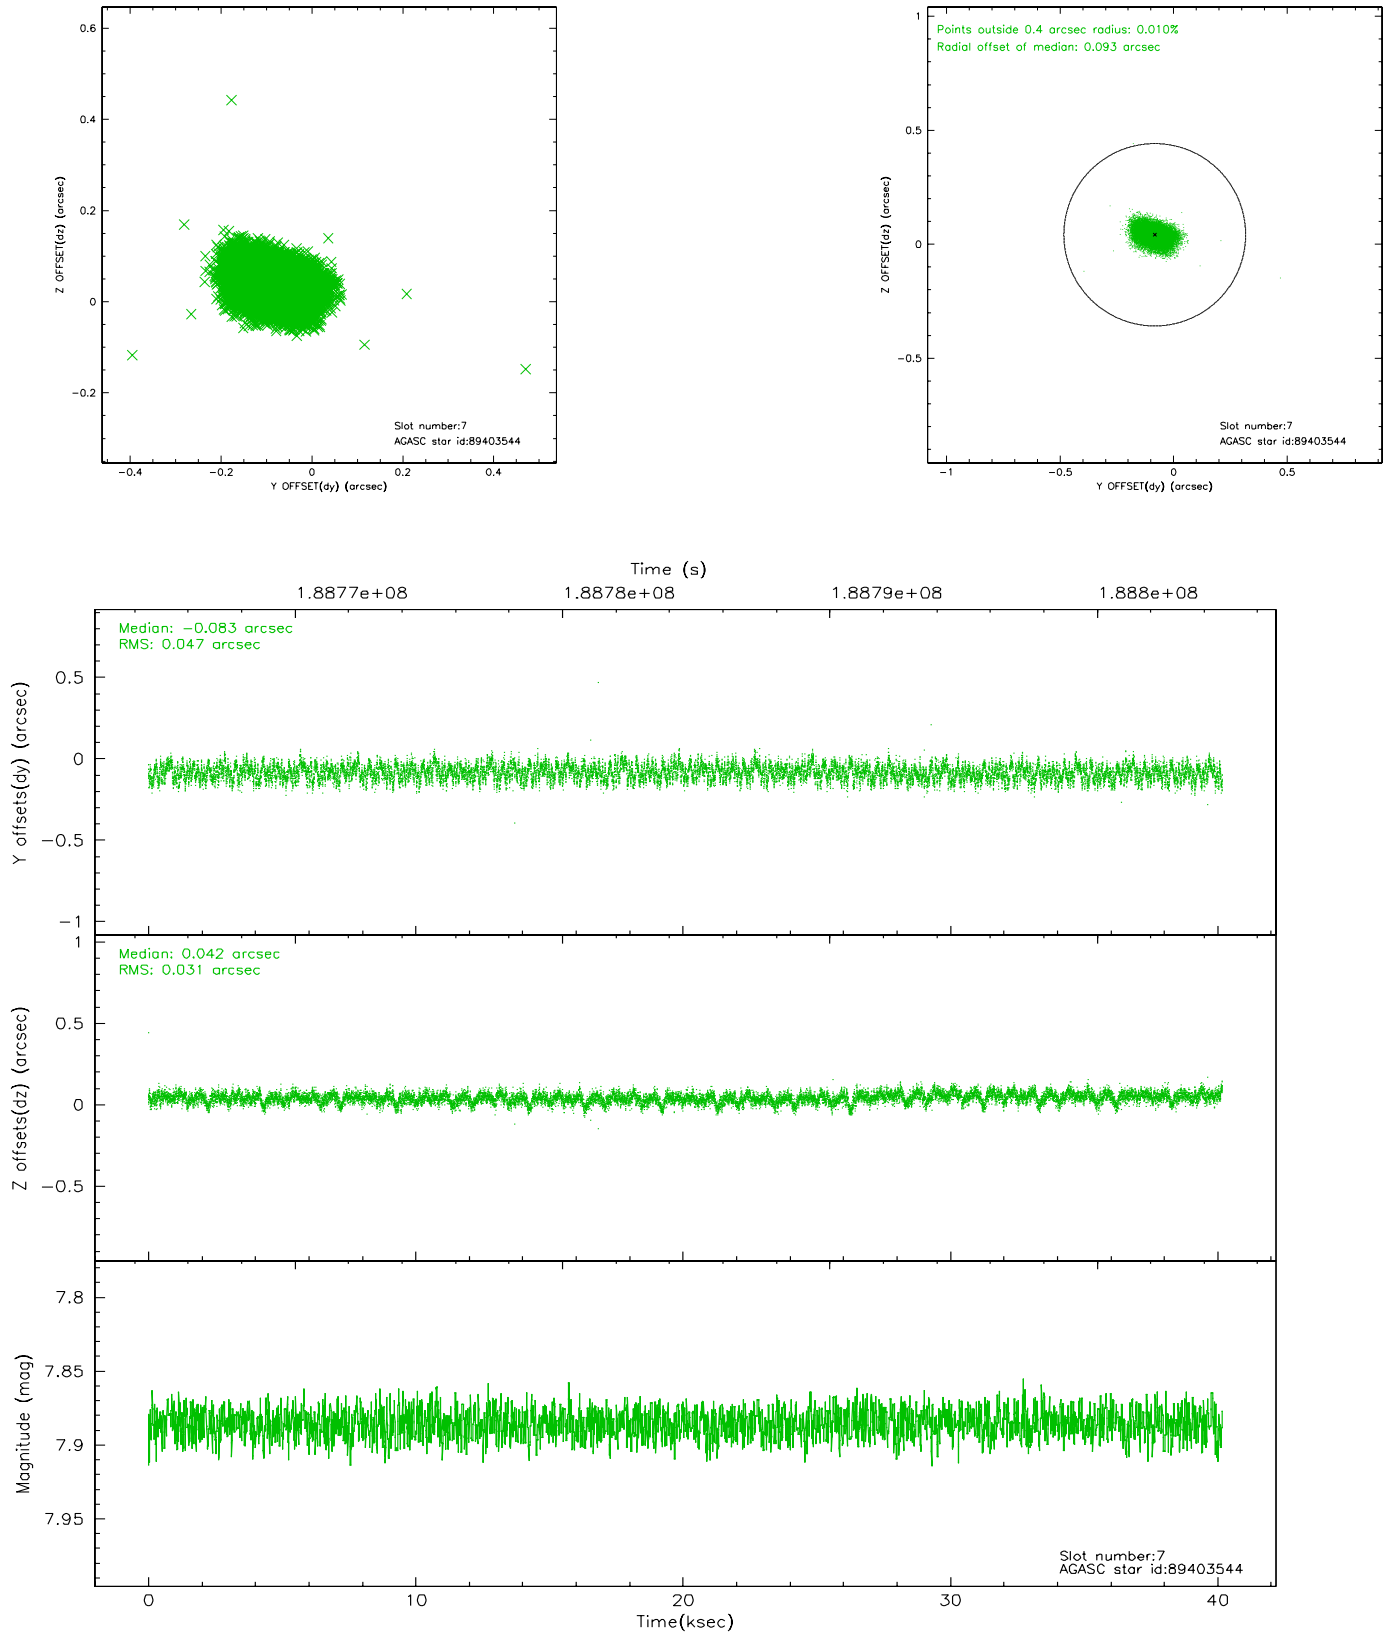 0.6
0.4
0.2
0
−0.2
−0.4
−0.2
0
0.2
0.4
Z OFFSET(dz) (arcsec)
Y OFFSET(dy) (arcsec)
Slot number:7
AGASC star id:89403544
Points outside 0.4 arcsec radius: 0.010%
Radial offset of median: 0.093 arcsec
1
0.5
0
−0.5
−1
−0.5
0
0.5
Z OFFSET(dz) (arcsec)
Y OFFSET(dy) (arcsec)
Slot number:7
AGASC star id:89403544
Time (s)
1.8877e+08
1.8878e+08
1.8879e+08
1.888e+08
Median: −0.083 arcsec
RMS: 0.047 arcsec
0.5
0
−0.5
−1
Y offsets(dy) (arcsec)
Median: 0.042 arcsec
RMS: 0.031 arcsec
1
0.5
0
−0.5
Z offsets(dz) (arcsec)
7.8
7.85
7.9
7.95
Magnitude (mag)
Slot number:7
AGASC star id:89403544
0
10
20
30
40
Time(ksec)